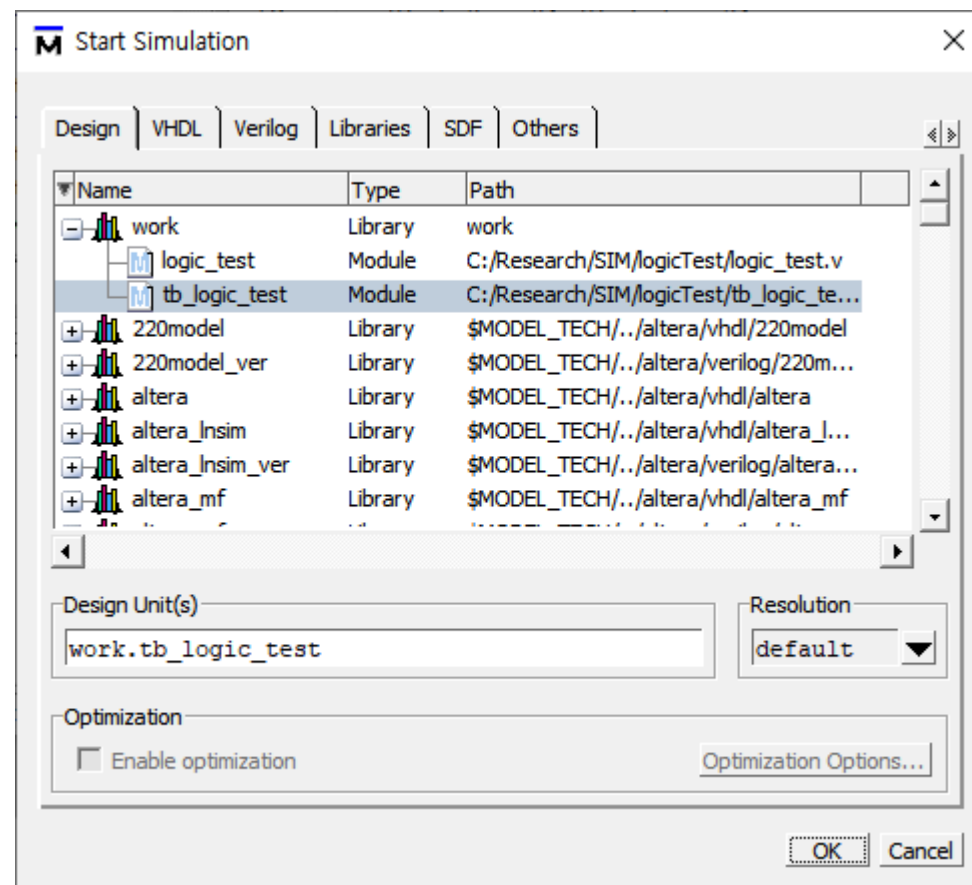 M Start Simulation
Design VHDL Verilog Libraries SDF Others
Name Type Path
work Library work
logic_test Module C:/Research/SIM/logicTest/logic_test.v
tb_logic_test Module C:/Research/SIM/logicTest/tb_logic_te...
220model Library $MODEL_TECH/../altera/vhdl/220model
220model_ver Library $MODEL_TECH/../altera/verilog/220m...
altera Library $MODEL_TECH/../altera/vhdl/altera
altera_lnsim Library $MODEL_TECH/../altera/vhdl/altera_l...
altera_lnsim_ver Library $MODEL_TECH/../altera/verilog/altera...
altera_mf Library $MODEL_TECH/../altera/vhdl/altera_mf
Design Unit(s) Resolution
work.tb_logic_test default
Optimization
Enable optimization Optimization Options...
OK Cancel